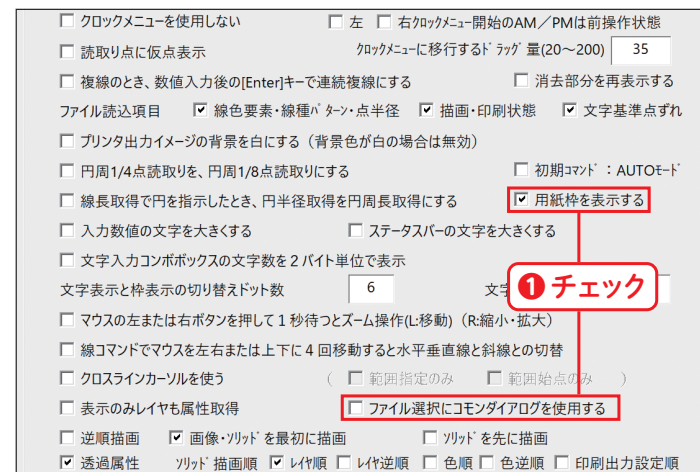 クロックメニューを使用しない 左 右クロックメニュー開始のAM／PMは前操作状態
読取り点に仮点表示 クロックメニューに移行するドラッグ量(20～200) 35
複線のとき、数値入力後の[Enter]キーで連続複線にする 消去部分を再表示する
ファイル読込項目 線色要素・線種パターン・点半径 描画・印刷状態 文字基準点ずれ
プリンタ出力イメージの背景を白にする（背景色が白の場合は無効）
円周1/4点読取りを、円周1/8点読取りにする 初期コマンド：AUTOモード
線長取得で円を指示したとき、円半径取得を円周長取得にする 用紙枠を表示する
入力数値の文字を大きくする ステータスバーの文字を大きくする
文字入力コンボボックスの文字数を２バイト単位で表示
文字表示と枠表示の切り替えドット数 6 文
❶チェック
マウスの左または右ボタンを押して１秒待つとズーム操作(L:移動)（R:縮小・拡大）
線コマンドでマウスを左右または上下に４回移動すると水平垂直線と斜線との切替
クロスラインカーソルを使う （ 範囲指定のみ 範囲始点のみ ）
表示のみレイヤも属性取得 ファイル選択にコモンダイアログを使用する
逆順描画 画像・ソリッドを最初に描画 ソリッドを先に描画
透過属性 ソリッド描画順 レイヤ順 レイヤ逆順 色順 色逆順 印刷出力設定順